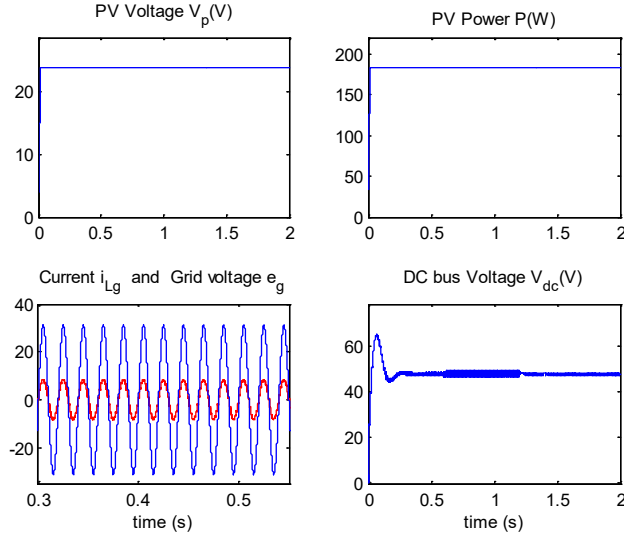 PV Voltage V_p(V)
20
10
0
0 0.5 1 1.5 2
PV Power P(W)
200
150
100
50
0
0 0.5 1 1.5 2
Current i_Lg and Grid voltage e_g
40
20
0
-20
0.3 0.4 0.5
time (s)
DC bus Voltage V_dc(V)
60
40
20
0
0 0.5 1 1.5 2
time (s)